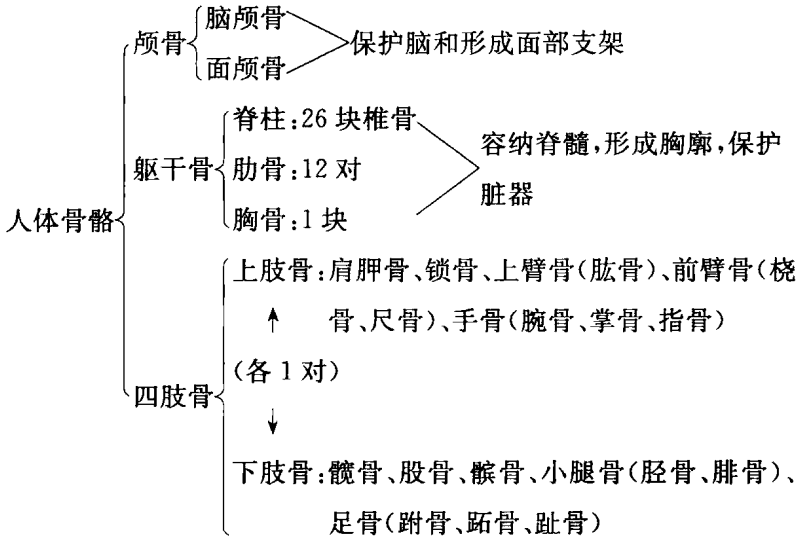 人体骨骼
颅骨
脑颅骨
面颅骨
保护脑和形成面部支架
躯干骨
脊柱:26 块椎骨
肋骨:12 对
胸骨:1 块
容纳脊髓,形成胸廓,保护
脏器
四肢骨
上肢骨:肩胛骨、锁骨、上臂骨(肱骨)、前臂骨(桡
骨、尺骨)、手骨(腕骨、掌骨、指骨)
(各 1 对)
下肢骨:髋骨、股骨、髌骨、小腿骨(胫骨、腓骨)、
足骨(跗骨、跖骨、趾骨)